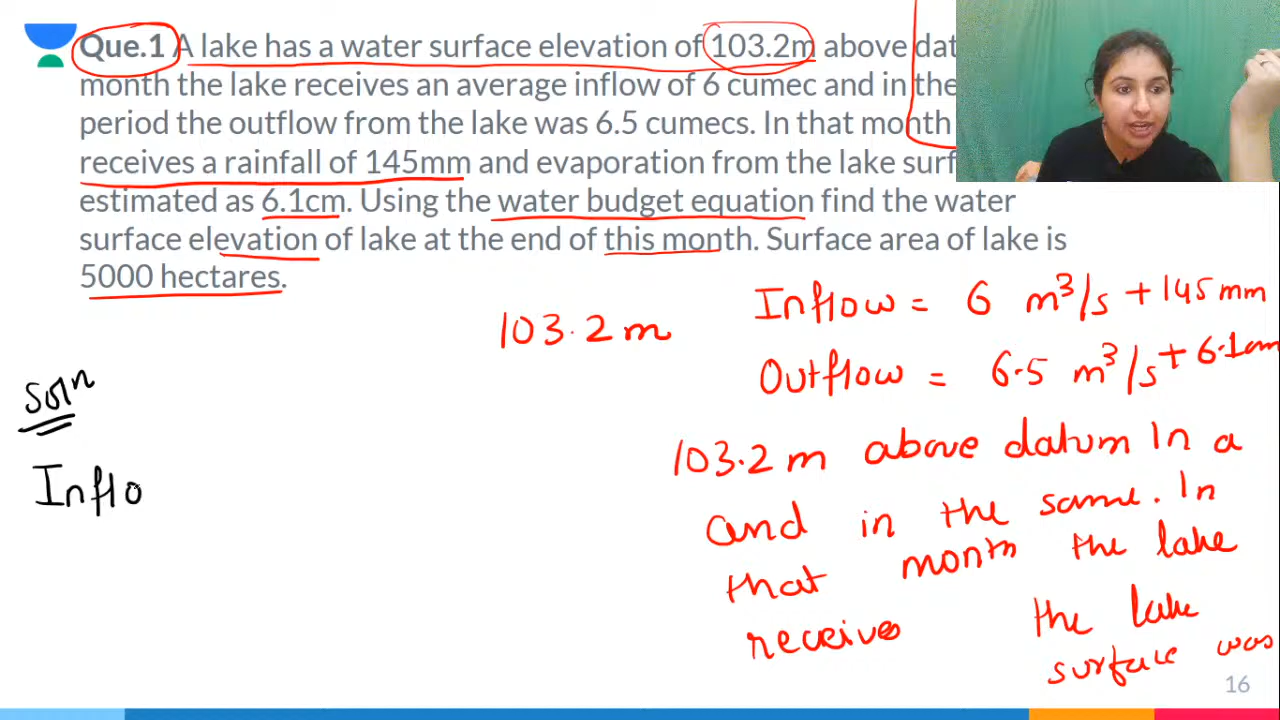 Que.1 A lake has a water surface elevation of 103.2m above dat
month the lake receives an average inflow of 6 cumec and in the
period the outflow from the lake was 6.5 cumecs. In that month
receives a rainfall of 145mm and evaporation from the lake surf
estimated as 6.1cm. Using the water budget equation find the water
surface elevation of lake at the end of this month. Surface area of lake is
5000 hectares.
Inflow = 6 m³/s + 145 mm
103.2 m
Outflow = 6.5 m³/s + 6.1cm
Soln
103.2 m above datum in a
Inflo
and in the same. In
that month the lake
receives the lake
surface was
16